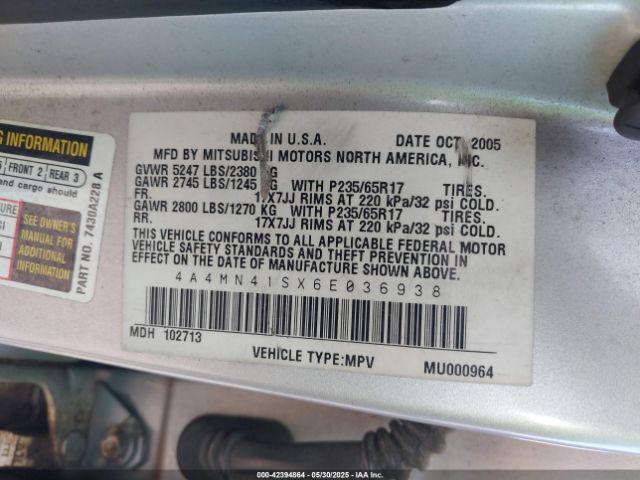 MADE IN U.S.A. DATE OCT 2005
MFD BY MITSUBISHI MOTORS NORTH AMERICA, INC.
GVWR 5247 LBS/2380 KG
GAWR 2745 LBS/1245 KG WITH P235/65R17 TIRES.
FR. 17X7JJ RIMS AT 220 kPa/32 psi COLD.
GAWR 2800 LBS/1270 KG WITH P235/65R17 TIRES.
RR. 17X7JJ RIMS AT 220 kPa/32 psi COLD.
THIS VEHICLE CONFORMS TO ALL APPLICABLE FEDERAL MOTOR
VEHICLE SAFETY STANDARDS AND THEFT PREVENTION IN
EFFECT ON THE DATE OF MANUFACTURE SHOWN ABOVE.
4A4MN41SX6E036938
MDH 102713
VEHICLE TYPE:MPV MU000964
INFORMATION
5 FRONT 2 REAR 3
and cargo should
SEE OWNER'S
MANUAL FOR
ADDITIONAL
INFORMATION
PART NO. 7430A228 A
000-42394864 - 05/30/2025 - IAAI.COM